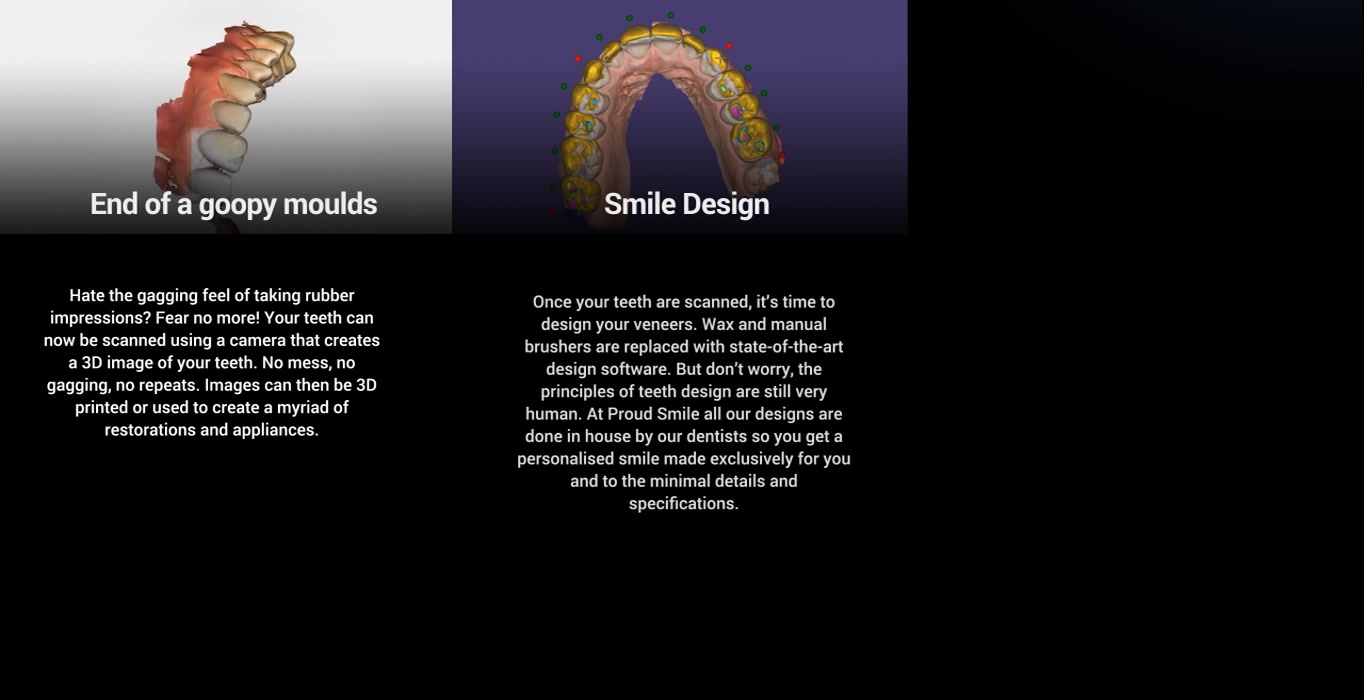 End of a goopy moulds
Hate the gagging feel of taking rubber
impressions? Fear no more! Your teeth can
now be scanned using a camera that creates
a 3D image of your teeth. No mess, no
gagging, no repeats. Images can then be 3D
printed or used to create a myriad of
restorations and appliances.
Smile Design
Once your teeth are scanned, it’s time to
design your veneers. Wax and manual
brushers are replaced with state-of-the-art
design software. But don’t worry, the
principles of teeth design are still very
human. At Proud Smile all our designs are
done in house by our dentists so you get a
personalised smile made exclusively for you
and to the minimal details and
specifications.